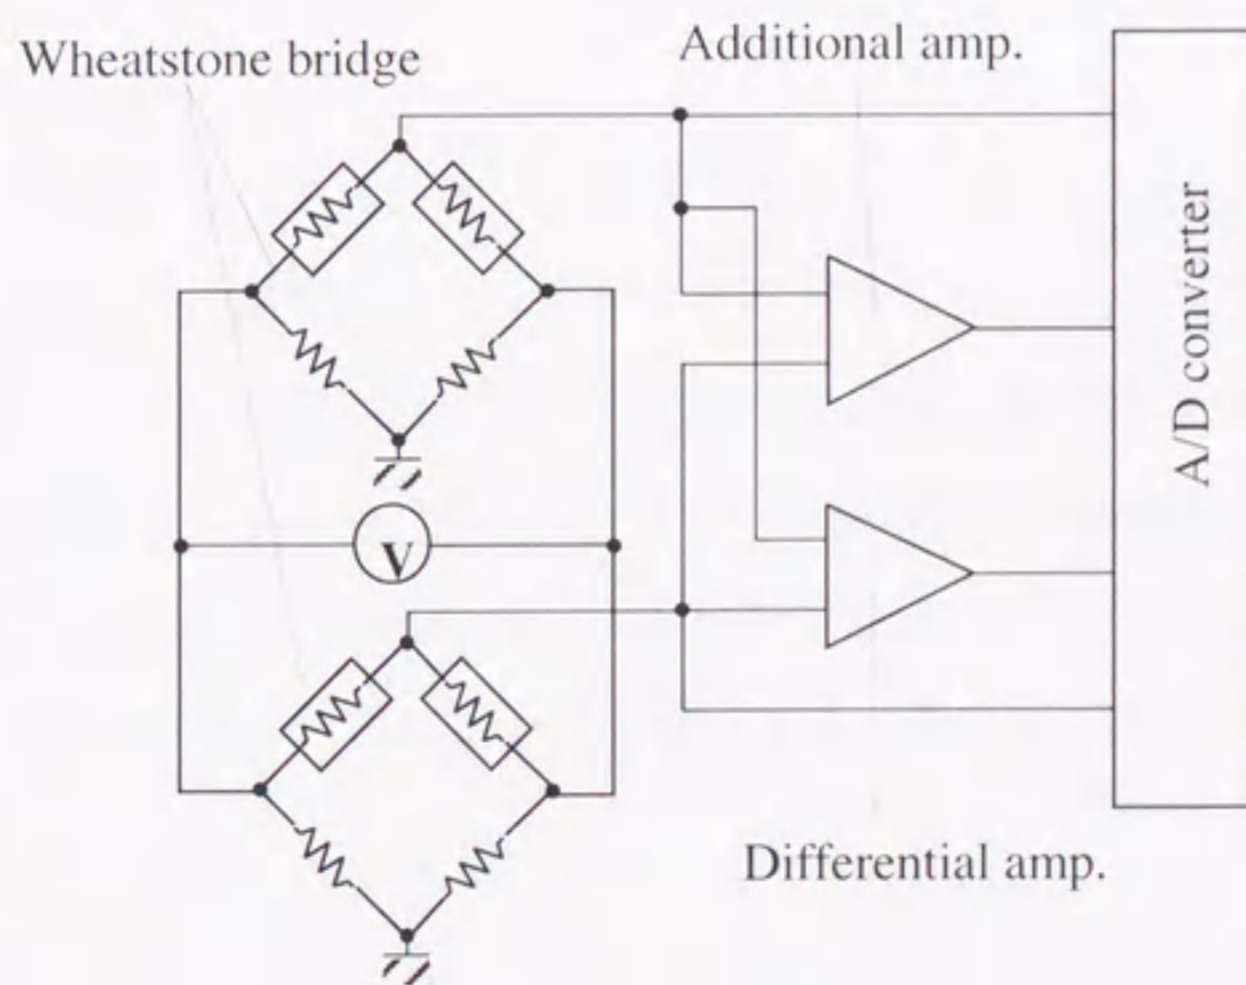 Wheatstone bridge
Additional amp.
A/D converter
V
Differential amp.